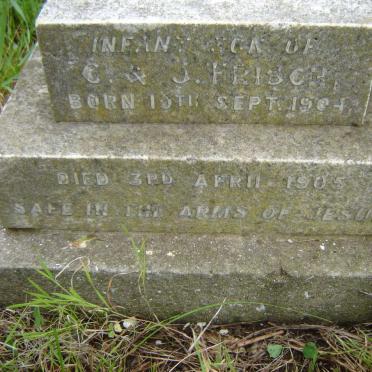 INFANT SON OF
C. & J. FRISCH
BORN 15TH SEPT. 1904
DIED 3RD APRIL 1905
SAFE IN THE ARMS OF JESUS